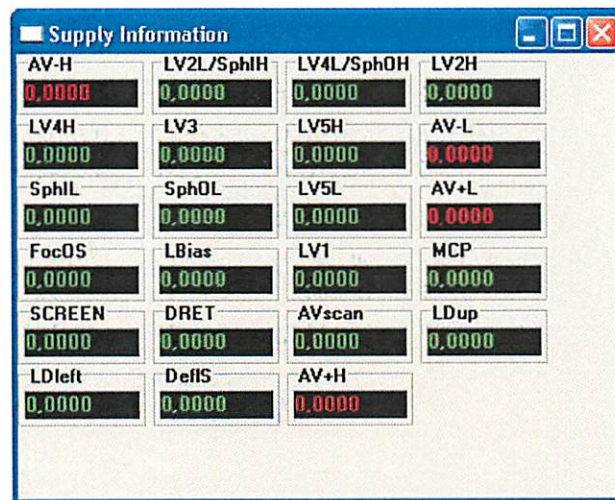 Supply Information
AV-H LV2L/SphIH LV4L/SphOH LV2H
0,0000 0,0000 0,0000 0,0000
LV4H LV3 LV5H AV-L
0,0000 0,0000 0,0000 0,0000
SphIL SphOL LV5L AV+L
0,0000 0,0000 0,0000 0,0000
FocOS LBias LV1 MCP
0,0000 0,0000 0,0000 0,0000
SCREEN DRET AVscan LDup
0,0000 0,0000 0,0000 0,0000
LDleft DeflS AV+H
0,0000 0,0000 0,0000